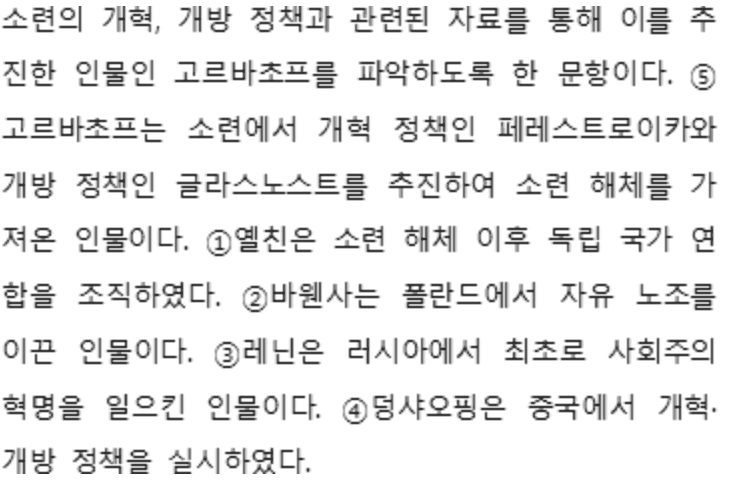 소련의 개혁, 개방 정책과 관련된 자료를 통해 이를 추
진한 인물인 고르바초프를 파악하도록 한 문항이다. ⑤
고르바초프는 소련에서 개혁 정책인 페레스트로이카와
개방 정책인 글라스노스트를 추진하여 소련 해체를 가
져온 인물이다. ①옐친은 소련 해체 이후 독립 국가 연
합을 조직하였다. ②바웬사는 폴란드에서 자유 노조를
이끈 인물이다. ③레닌은 러시아에서 최초로 사회주의
혁명을 일으킨 인물이다. ④덩샤오핑은 중국에서 개혁·
개방 정책을 실시하였다.